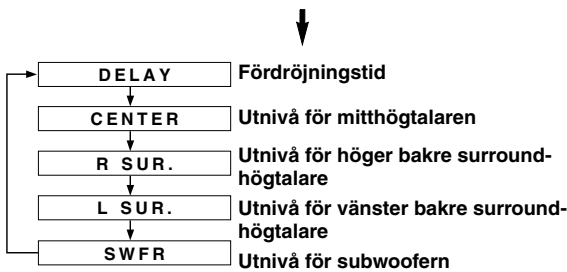 DELAY Fördröjningstid
CENTER Utnivå för mitthögtalaren
R SUR. Utnivå för höger bakre surround-
högtalare
L SUR. Utnivå för vänster bakre surround-
högtalare
SWFR Utnivå för subwoofern